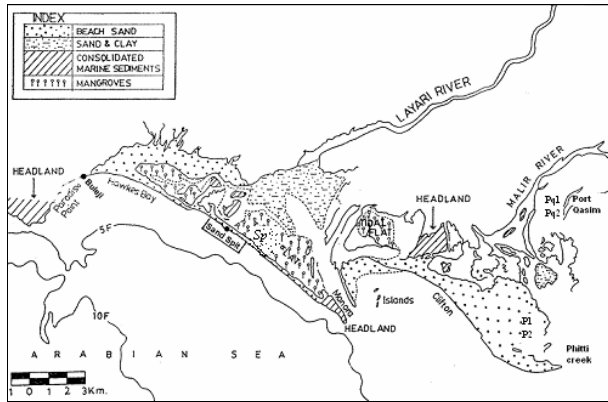 INDEX
BEACH SAND
SAND & CLAY
CONSOLIDATED
MARINE SEDIMENTS
MANGROVES
LAYARI RIVER
MALIR RIVER
HEADLAND
Buleji
Paradise
Point
Hawkes Bay
Sand Spit
Sp
TIDAL
FLAT
HEADLAND
Pq1
Pq2
Port
Qasim
5F
10F
Manora
HEADLAND
Islands
Clifton
P1
P2
Phitti
creek
ARABIAN SEA
1 0 1 2 3Km.